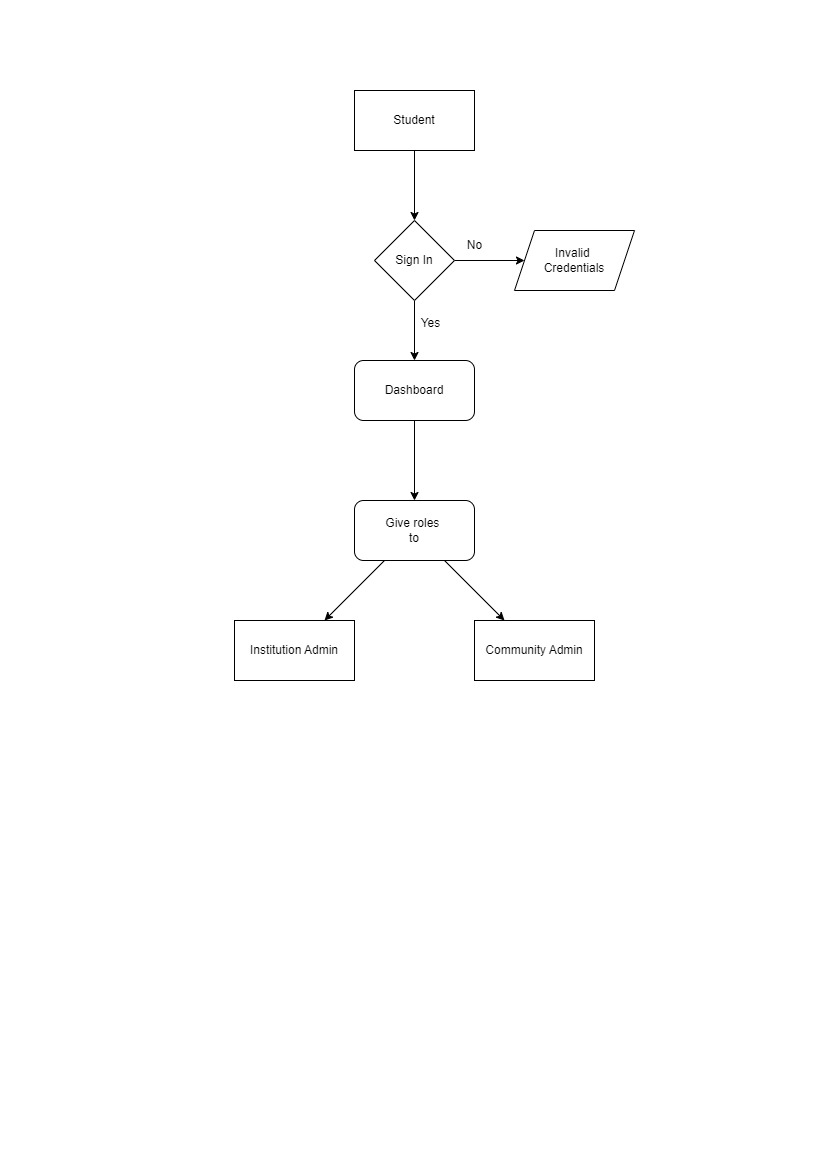 Student
Sign In
No
Invalid
Credentials
Yes
Dashboard
Give roles
to
Institution Admin
Community Admin